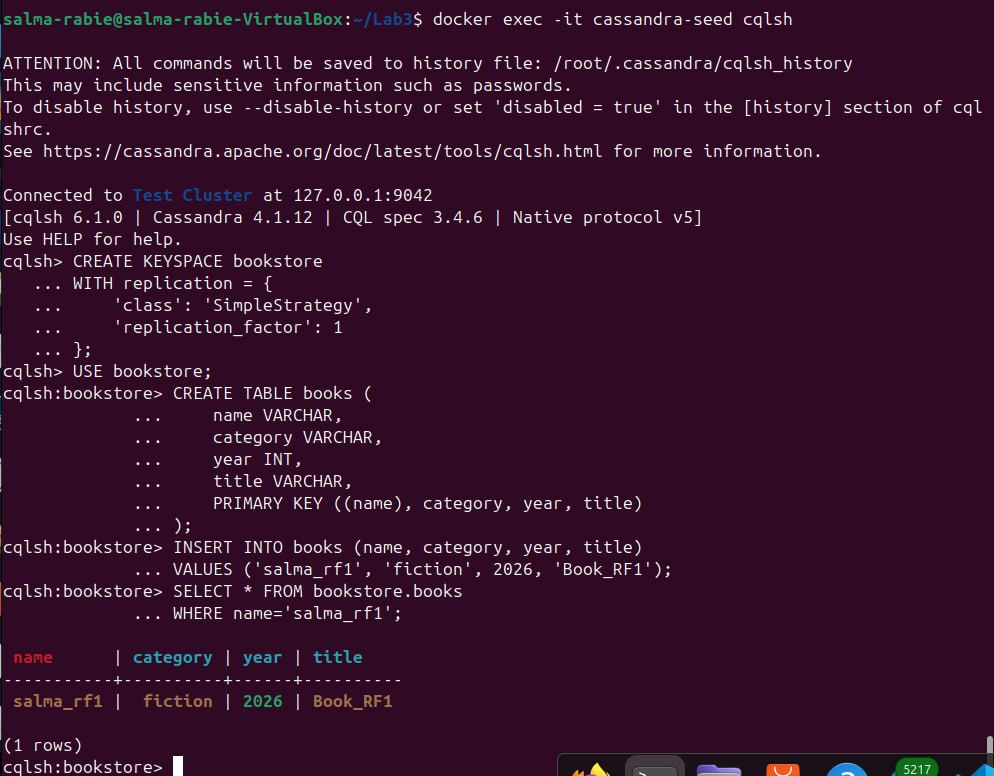 salma-rabie@salma-rabie-VirtualBox:~/Lab3$ docker exec -it cassandra-seed cqlsh

ATTENTION: All commands will be saved to history file: /root/.cassandra/cqlsh_history
This may include sensitive information such as passwords.
To disable history, use --disable-history or set 'disabled = true' in the [history] section of cql
shrc.
See https://cassandra.apache.org/doc/latest/tools/cqlsh.html for more information.

Connected to Test Cluster at 127.0.0.1:9042
[cqlsh 6.1.0 | Cassandra 4.1.12 | CQL spec 3.4.6 | Native protocol v5]
Use HELP for help.
cqlsh> CREATE KEYSPACE bookstore
   ... WITH replication = {
   ...     'class': 'SimpleStrategy',
   ...     'replication_factor': 1
   ... };
cqlsh> USE bookstore;
cqlsh:bookstore> CREATE TABLE books (
             ...     name VARCHAR,
             ...     category VARCHAR,
             ...     year INT,
             ...     title VARCHAR,
             ...     PRIMARY KEY ((name), category, year, title)
             ... );
cqlsh:bookstore> INSERT INTO books (name, category, year, title)
             ... VALUES ('salma_rf1', 'fiction', 2026, 'Book_RF1');
cqlsh:bookstore> SELECT * FROM bookstore.books
             ... WHERE name='salma_rf1';

 name      | category | year | title
-----------+----------+------+----------
 salma_rf1 |  fiction | 2026 | Book_RF1

(1 rows)
cqlsh:bookstore>
5217